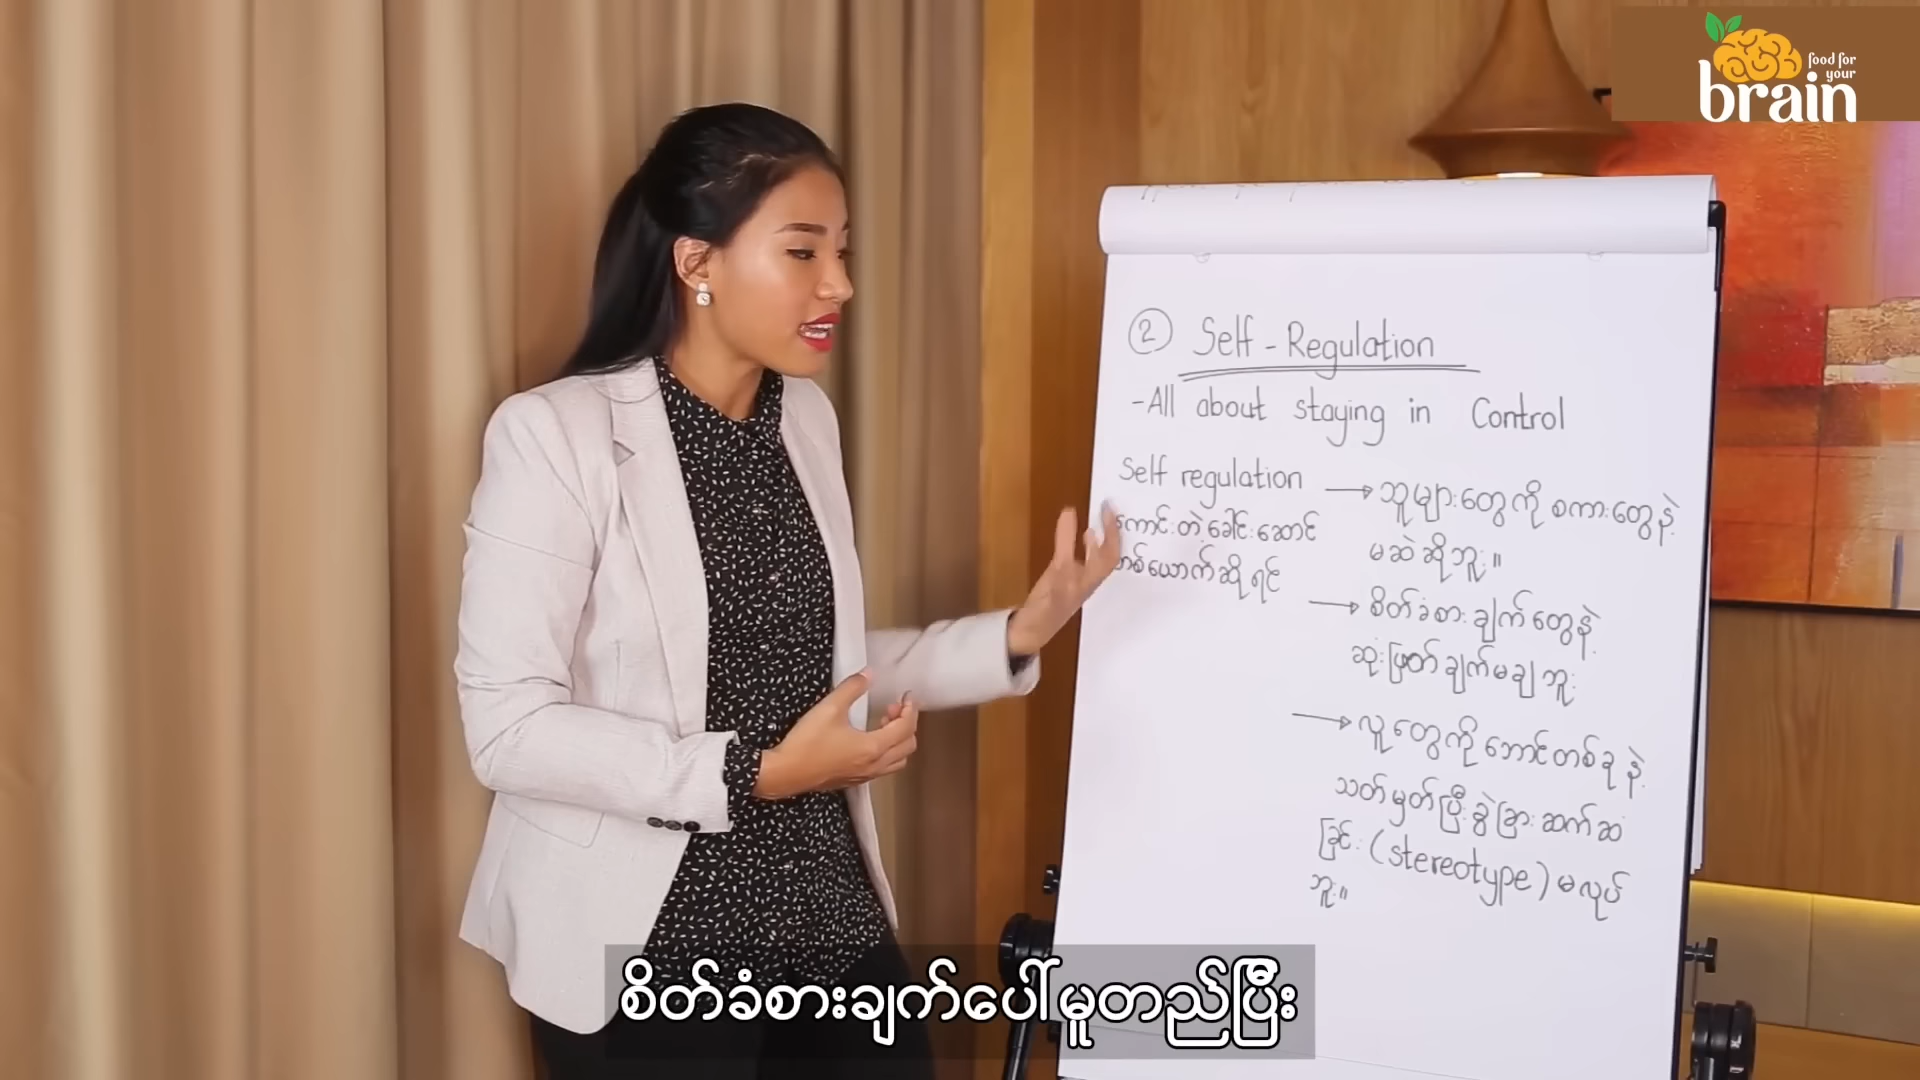 food for
your
brain
② Self - Regulation
- All about staying in Control
Self regulation → သူများတွေကို စကားတွေနဲ့
ကောင်းတဲ့ခေါင်းဆောင် မဆဲဆိုဘူး။
တစ်ယောက်ဆိုရင်
→ စိတ်ခံစားချက်တွေနဲ့
ဆုံးဖြတ်ချက်မချဘူး
→ လူတွေကို ဘောင်တစ်ခုနဲ့
သတ်မှတ်ပြီးခွဲခြားဆက်ဆံ
ခြင်း (stereotype) မလုပ်
ဘူး။
စိတ်ခံစားချက်ပေါ်မူတည်ပြီး